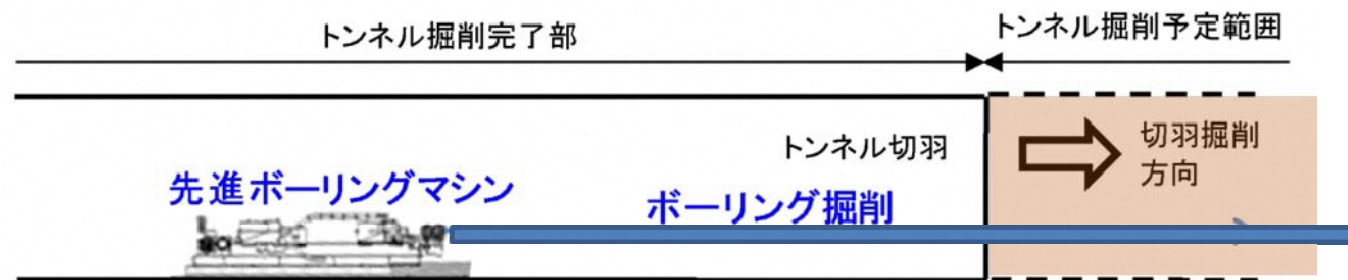 トンネル掘削完了部
トンネル掘削予定範囲
トンネル切羽
切羽掘削
方向
先進ボーリングマシン
ボーリング掘削